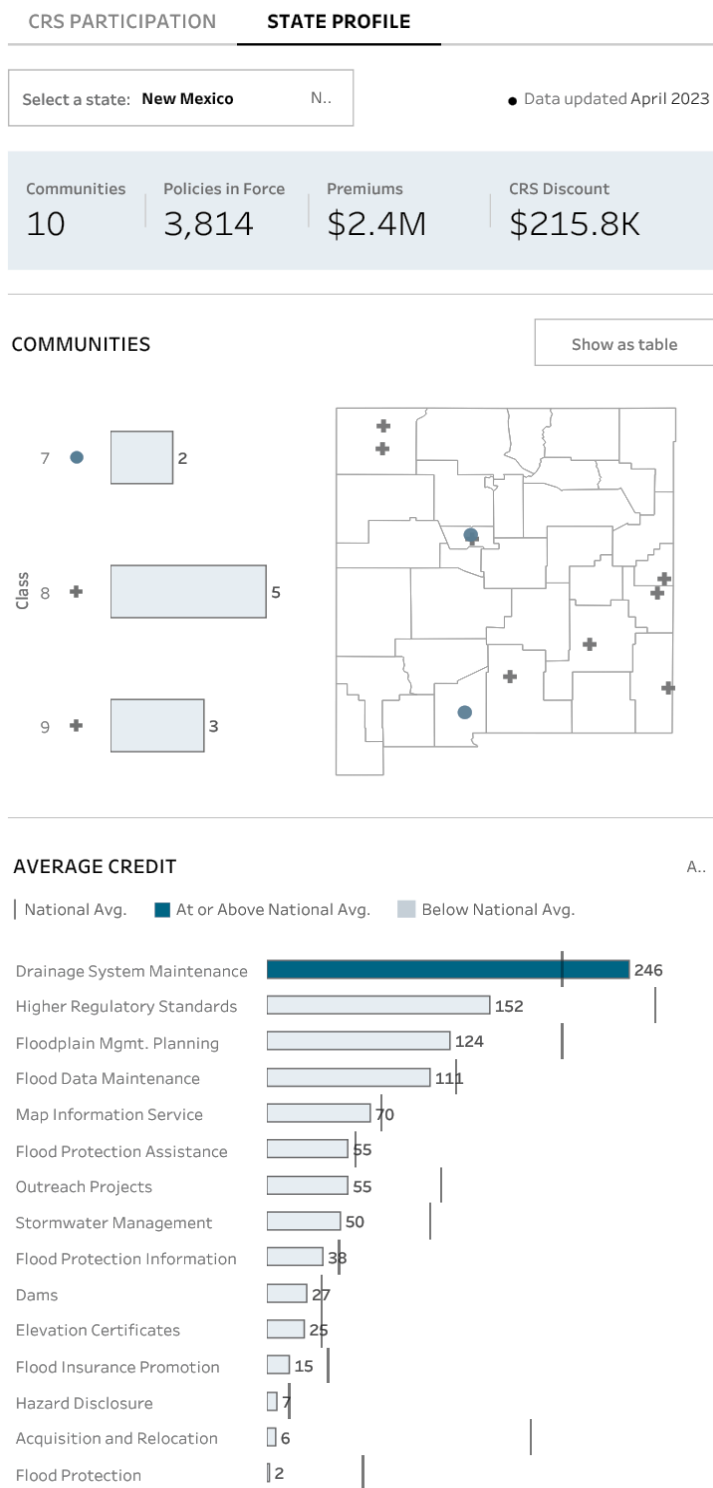 CRS PARTICIPATION STATE PROFILE
Select a state: New Mexico N..
Data updated April 2023
Communities Policies in Force Premiums CRS Discount
10 3,814 $2.4M $215.8K
COMMUNITIES
Show as table
Class
7 2
8 5
9 3
AVERAGE CREDIT A..
National Avg. At or Above National Avg. Below National Avg.
Drainage System Maintenance 246
Higher Regulatory Standards 152
Floodplain Mgmt. Planning 124
Flood Data Maintenance 111
Map Information Service 70
Flood Protection Assistance 55
Outreach Projects 55
Stormwater Management 50
Flood Protection Information 38
Dams 27
Elevation Certificates 25
Flood Insurance Promotion 15
Hazard Disclosure 7
Acquisition and Relocation 6
Flood Protection 2